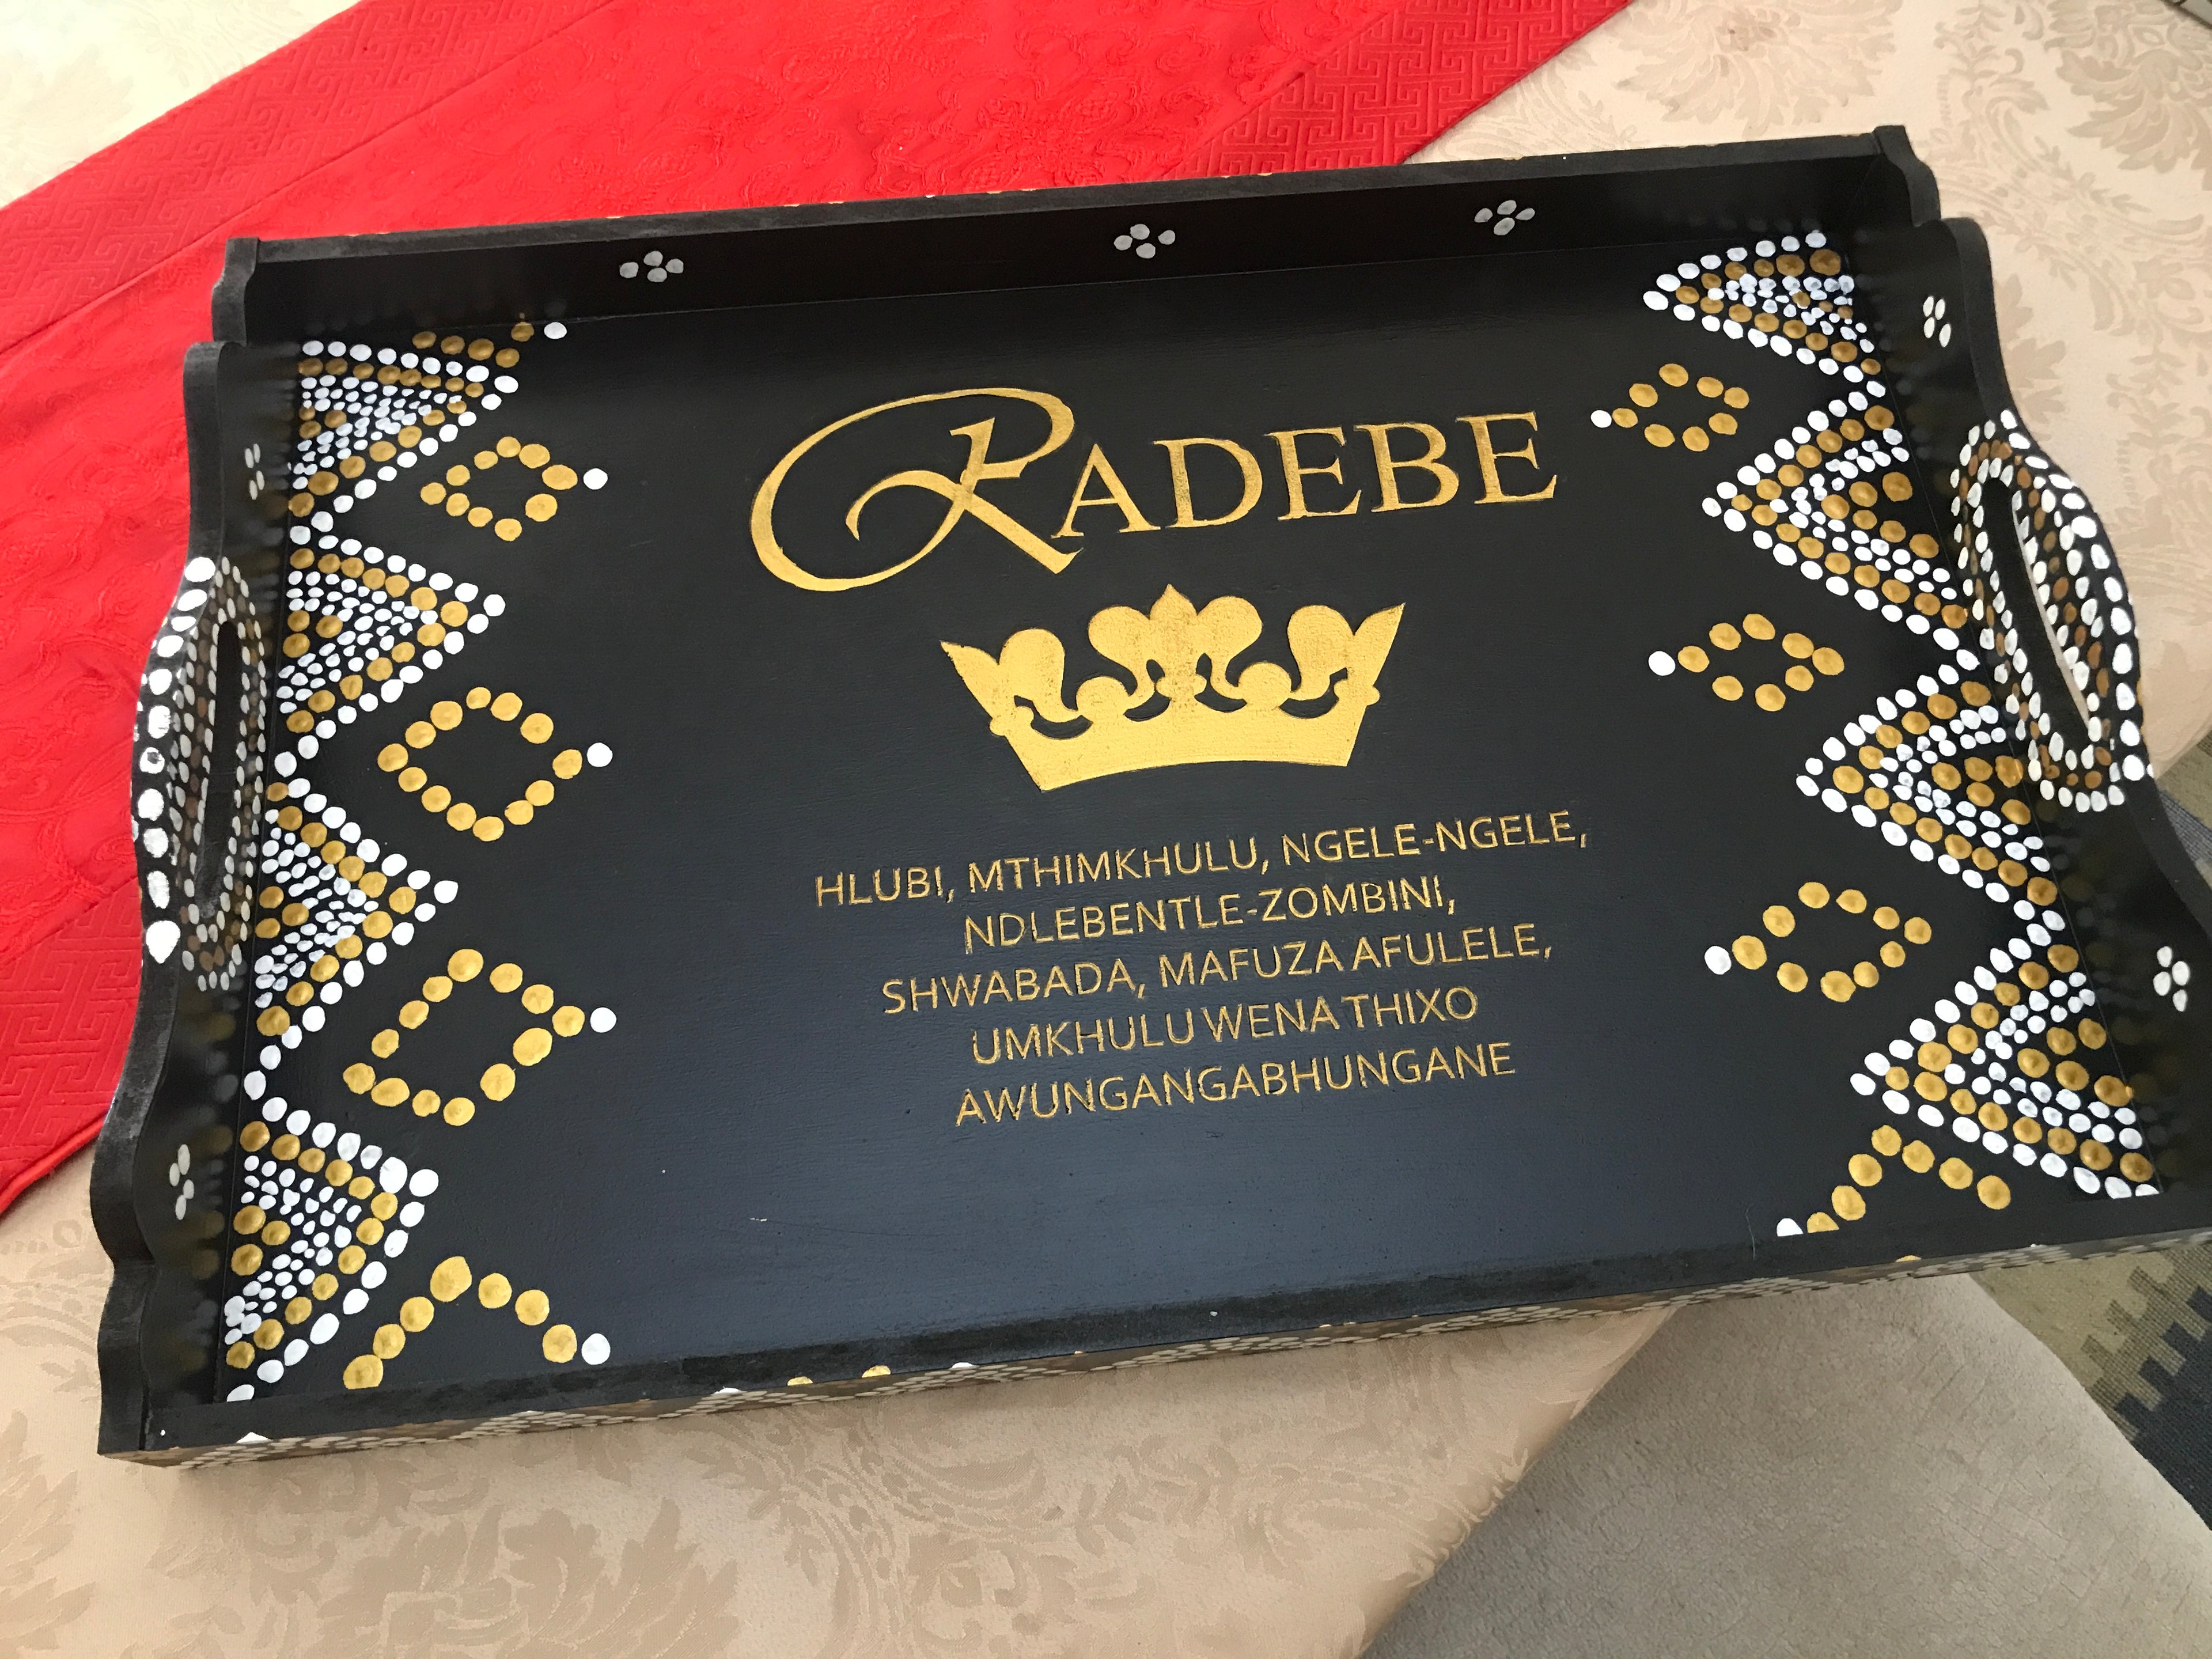 RADEBE
HLUBI, MTHIMKHULU, NGELE-NGELE,
NDLEBENTLE-ZOMBINI,
SHWABADA, MAFUZA AFULELE,
UMKHULU WENA THIXO
AWUNGANGABHUNGANE